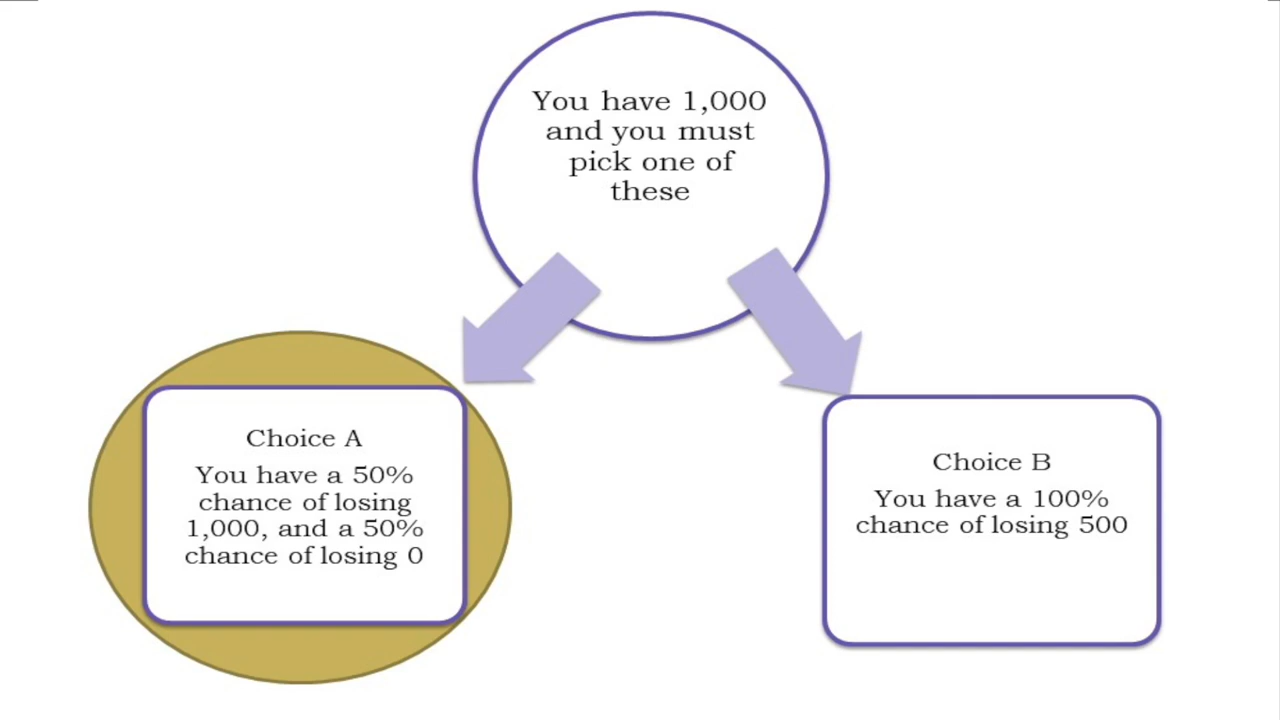 You have 1,000
and you must
pick one of
these
Choice A
You have a 50%
chance of losing
1,000, and a 50%
chance of losing 0
Choice B
You have a 100%
chance of losing 500